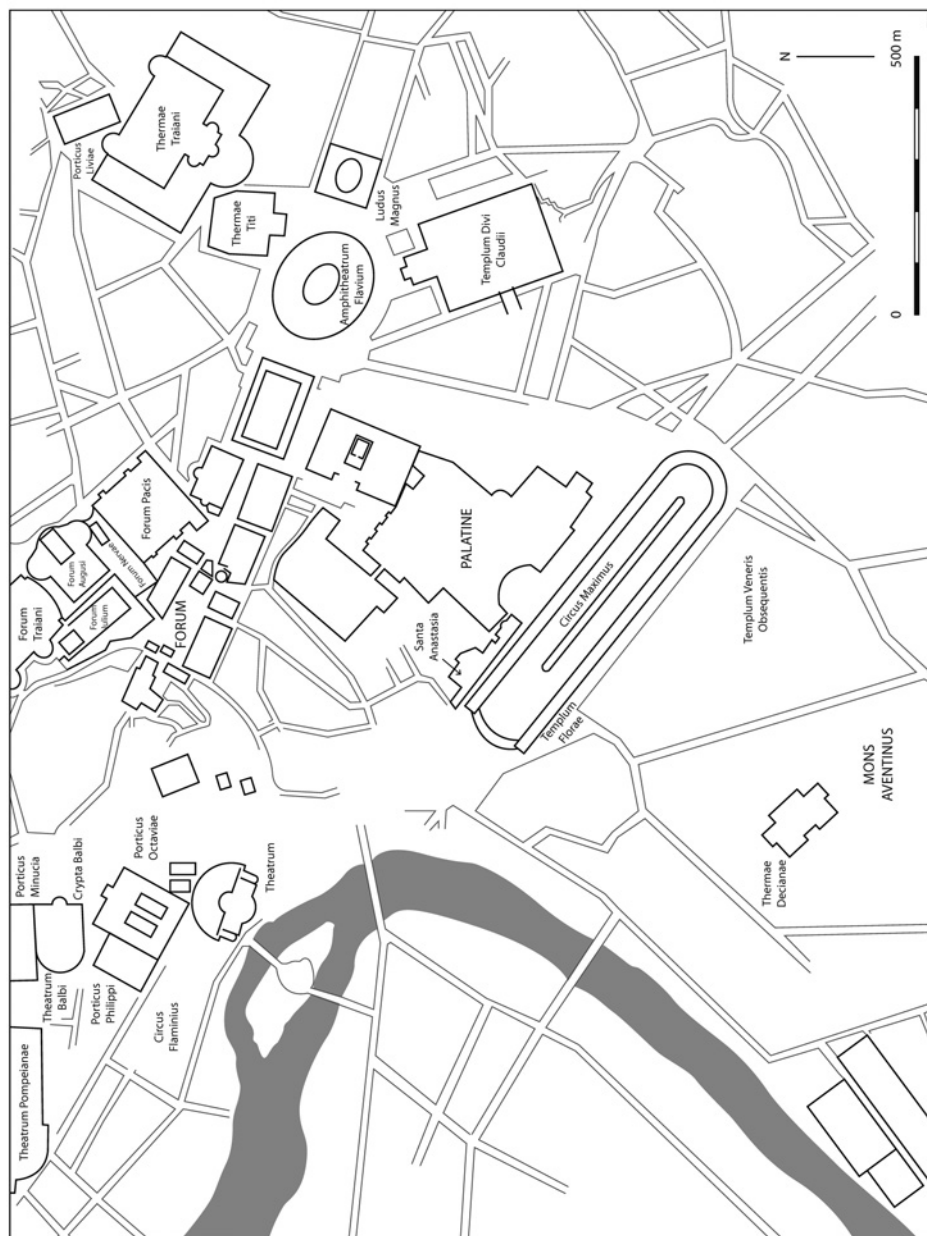 Theatrum Pompeianae
Theatrum
Balbi
Porticus
Minucia
Crypta Balbi
Porticus
Philippi
Porticus
Octaviae
Circus
Flaminius
Theatrum
Forum
Traiani
Forum
Iulium
Forum
Augusi
Forum Nervae
Forum Pacis
FORUM
Porticus
Liviae
Thermae
Traiani
Thermae
Titi
Amphitheatrum
Flavium
Ludus
Magnus
Templum Divi
Claudii
Santa
Anastasia
PALATINE
Templum
Florae
Circus Maximus
Templum Veneris
Obsequentis
Thermae
Decianae
MONS
AVENTINUS
N
0
500 m